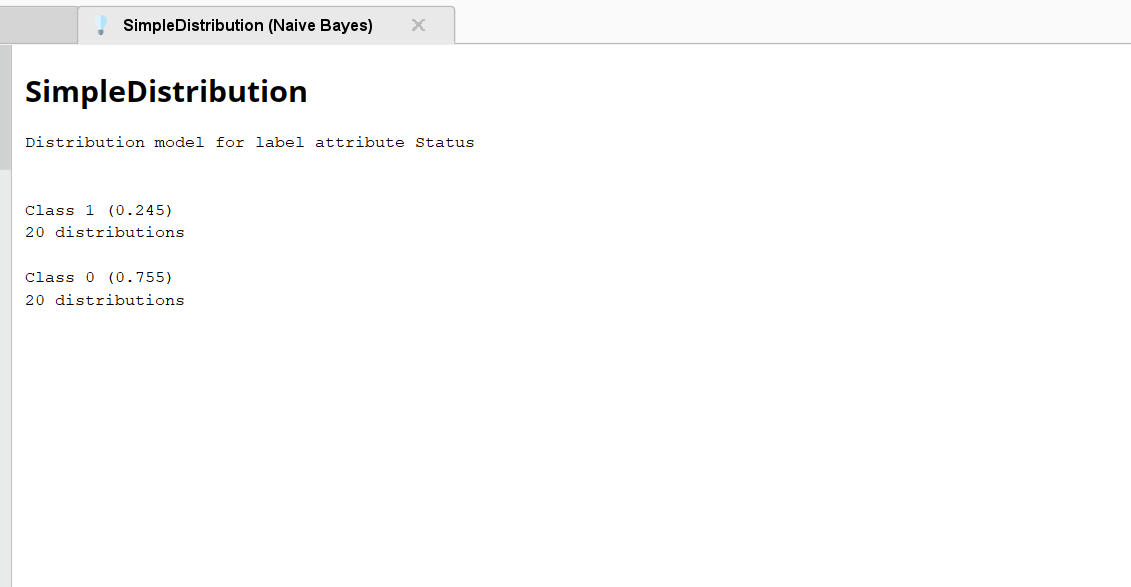 SimpleDistribution (Naive Bayes)
SimpleDistribution
Distribution model for label attribute Status
Class 1 (0.245)
20 distributions
Class 0 (0.755)
20 distributions